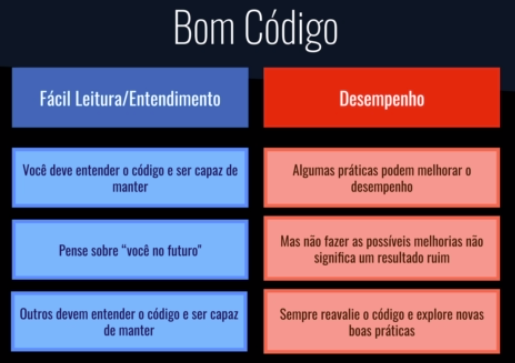 Bom Código
Fácil Leitura/Entendimento
Você deve entender o código e ser capaz de
manter
Pense sobre “você no futuro"
Outros devem entender o código e ser capaz
de manter
Desempenho
Algumas práticas podem melhorar o
desempenho
Mas não fazer as possíveis melhorias não
significa um resultado ruim
Sempre reavalie o código e explore novas
boas práticas